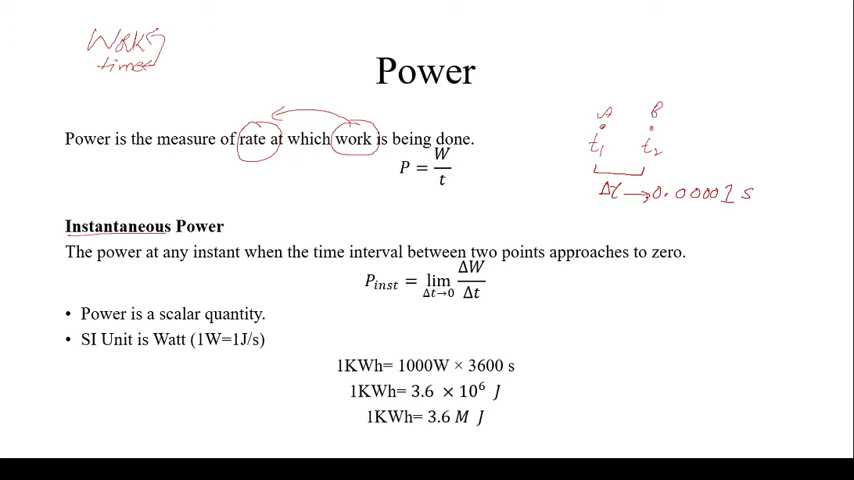 Work
time
Power
A B
Power is the measure of rate at which work is being done.
t₁ t₂
P = W/t
Δt → 0.00001 s
Instantaneous Power
The power at any instant when the time interval between two points approaches to zero.
P_inst = lim Δt→0 ΔW/Δt
• Power is a scalar quantity.
• SI Unit is Watt (1W=1J/s)
1KWh= 1000W × 3600 s
1KWh= 3.6 × 10⁶ J
1KWh= 3.6 M J